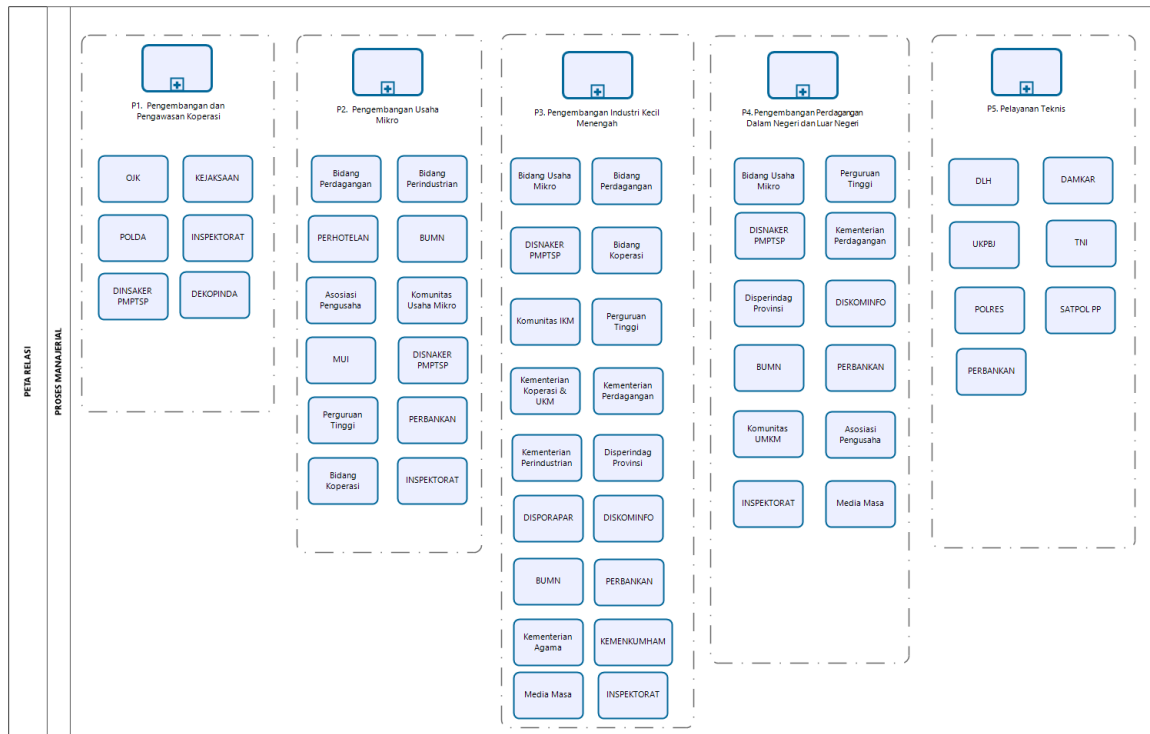 PETA RELASI
PROSES MANAJERIAL
P1. Pengembangan dan
Pengawasan Koperasi
OJK
KEJAKSAAN
POLDA
INSPEKTORAT
DINSAKER
PMPTSP
DEKOPINDA
P2. Pengembangan Usaha
Mikro
Bidang
Perdagangan
Bidang
Perindustrian
PERHOTELAN
BUMN
Asosiasi
Pengusaha
Komunitas
Usaha Mikro
MUI
DISNAKER
PMPTSP
Perguruan
Tinggi
PERBANKAN
Bidang
Koperasi
INSPEKTORAT
P3. Pengembangan Industri Kecil
Menengah
Bidang Usaha
Mikro
Bidang
Perdagangan
DISNAKER
PMPTSP
Bidang
Koperasi
Komunitas IKM
Perguruan
Tinggi
Kementerian
Koperasi &
UKM
Kementerian
Perdagangan
Kementerian
Perindustrian
Disperindag
Provinsi
DISPORAPAR
DISKOMINFO
BUMN
PERBANKAN
Kementerian
Agama
KEMENKUMHAM
Media Masa
INSPEKTORAT
P4. Pengembangan Perdagangan
Dalam Negeri dan Luar Negeri
Bidang Usaha
Mikro
Perguruan
Tinggi
DISNAKER
PMPTSP
Kementerian
Perdagangan
Disperindag
Provinsi
DISKOMINFO
BUMN
PERBANKAN
Komunitas
UMKM
Asosiasi
Pengusaha
INSPEKTORAT
Media Masa
P5. Pelayanan Teknis
DLH
DAMKAR
UKPBJ
TNI
POLRES
SATPOL PP
PERBANKAN